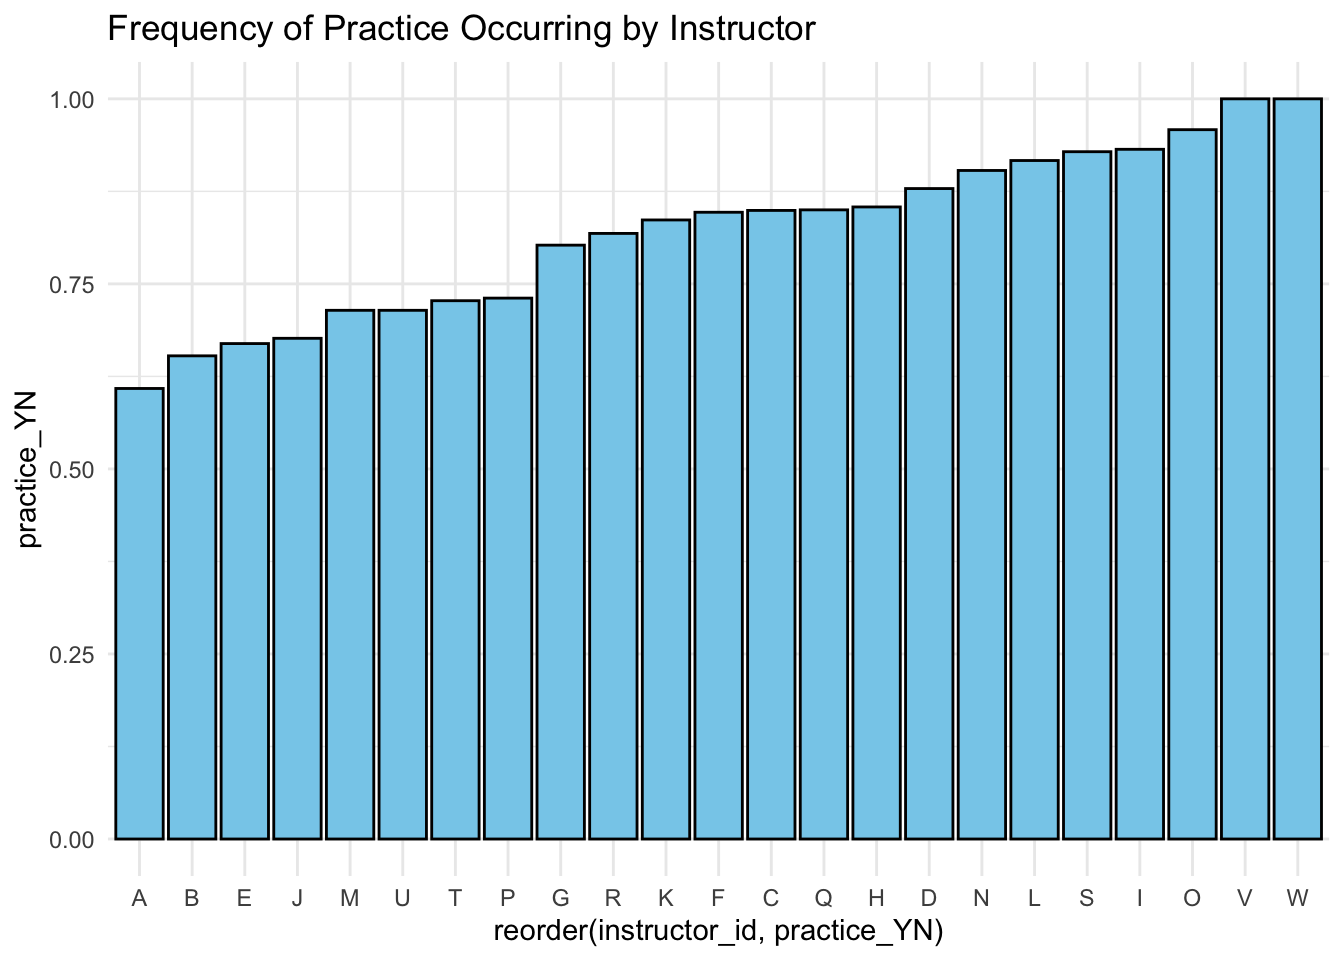 Frequency of Practice Occurring by Instructor
practice_YN
1.00
0.75
0.50
0.25
0.00
A B E J M U T P G R K F C Q H D N L S I O V W
reorder(instructor_id, practice_YN)